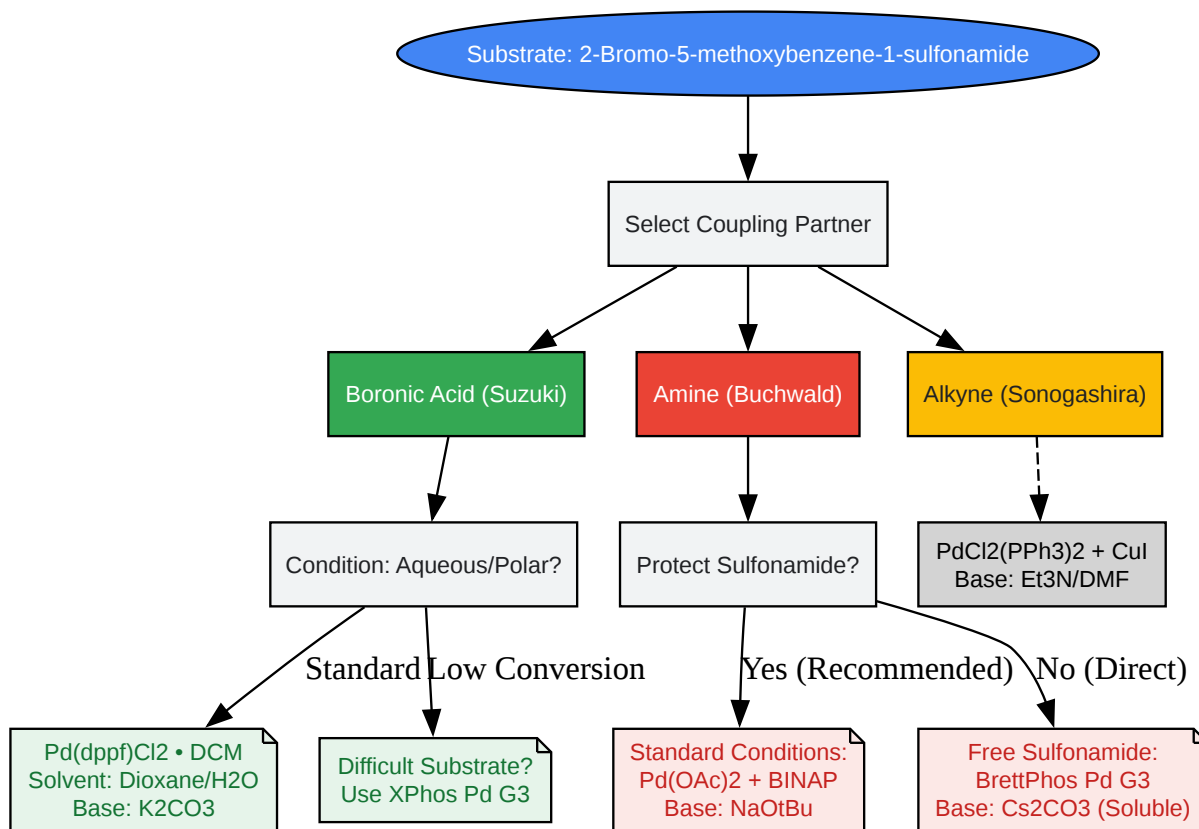 Substrate: 2-Bromo-5-methoxybenzene-1-sulfonamide
Select Coupling Partner
Boronic Acid (Suzuki)
Amine (Buchwald)
Alkyne (Sonogashira)
Condition: Aqueous/Polar?
Protect Sulfonamide?
PdCl2(PPh3)2 + CuI
Base: Et3N/DMF
Standard
Low Conversion
Yes (Recommended)
No (Direct)
Pd(dppf)Cl2 • DCM
Solvent: Dioxane/H2O
Base: K2CO3
Difficult Substrate?
Use XPhos Pd G3
Standard Conditions:
Pd(OAc)2 + BINAP
Base: NaOtBu
Free Sulfonamide:
BrettPhos Pd G3
Base: Cs2CO3 (Soluble)